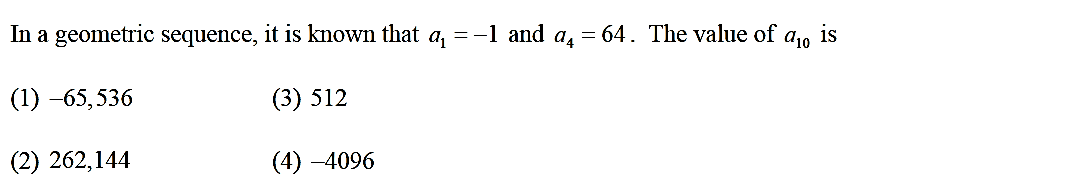 In a geometric sequence, it is known that a₁ = −1 and a₄ = 64. The value of a₁₀ is
(1) −65,536 (3) 512
(2) 262,144 (4) −4096